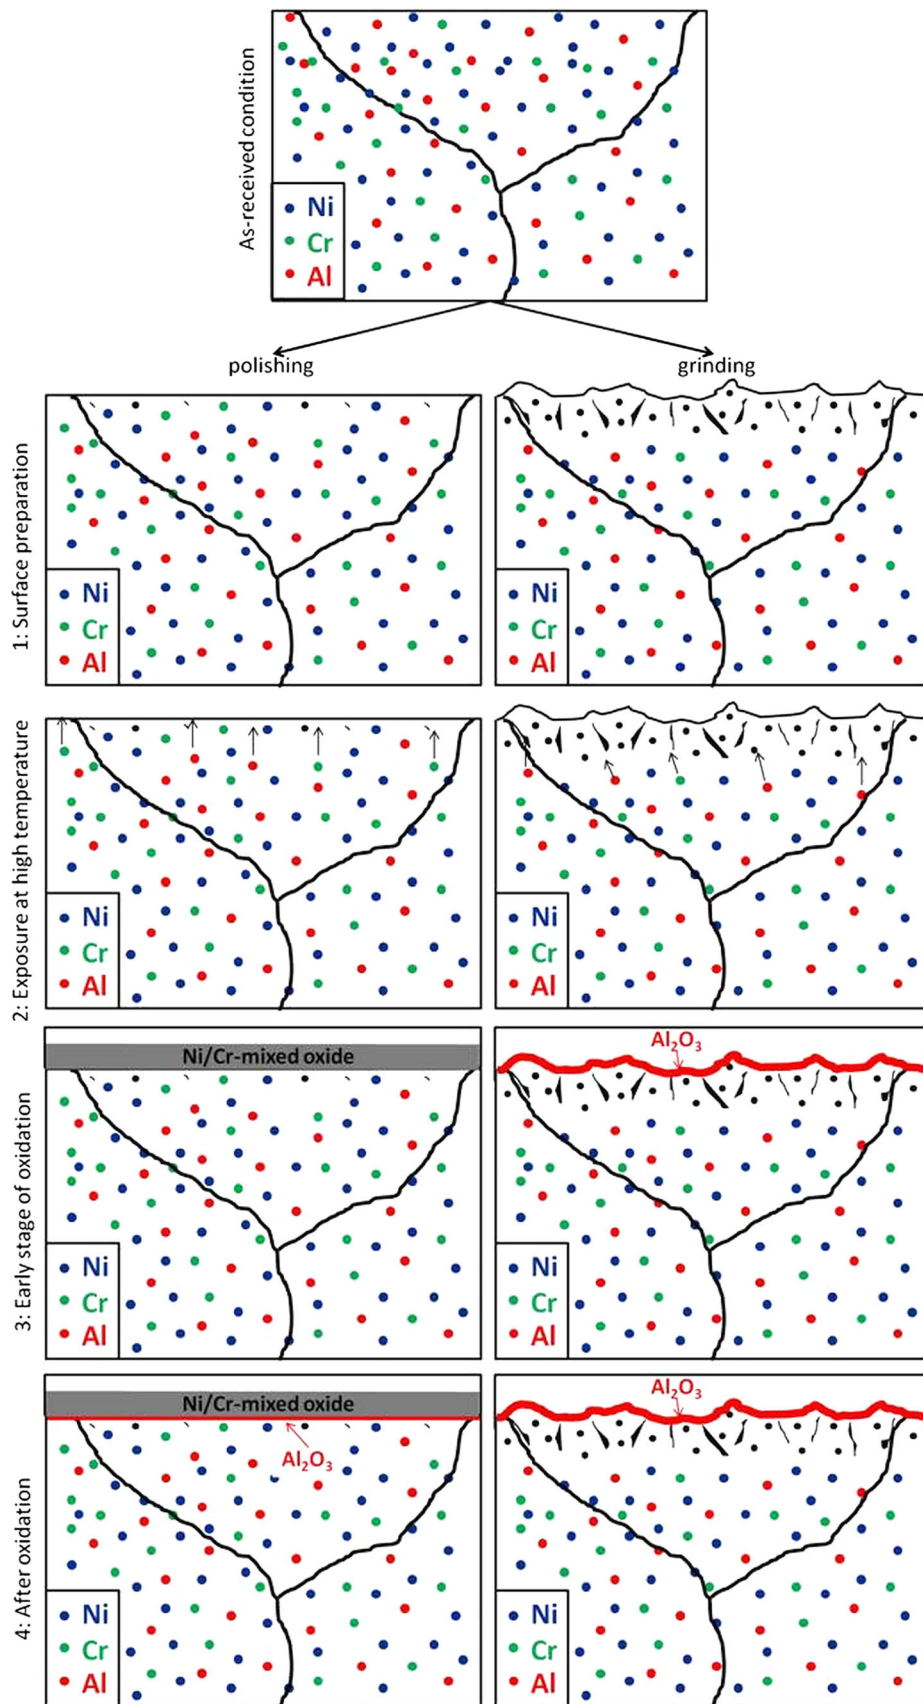 As-received condition
Ni
Cr
Al
polishing
grinding
1: Surface preparation
Ni
Cr
Al
Ni
Cr
Al
2: Exposure at high temperature
Ni
Cr
Al
Ni
Cr
Al
3: Early stage of oxidation
Ni/Cr-mixed oxide
Al₂O₃
Ni
Cr
Al
Ni
Cr
Al
4: After oxidation
Ni/Cr-mixed oxide
Al₂O₃
Al₂O₃
Ni
Cr
Al
Ni
Cr
Al